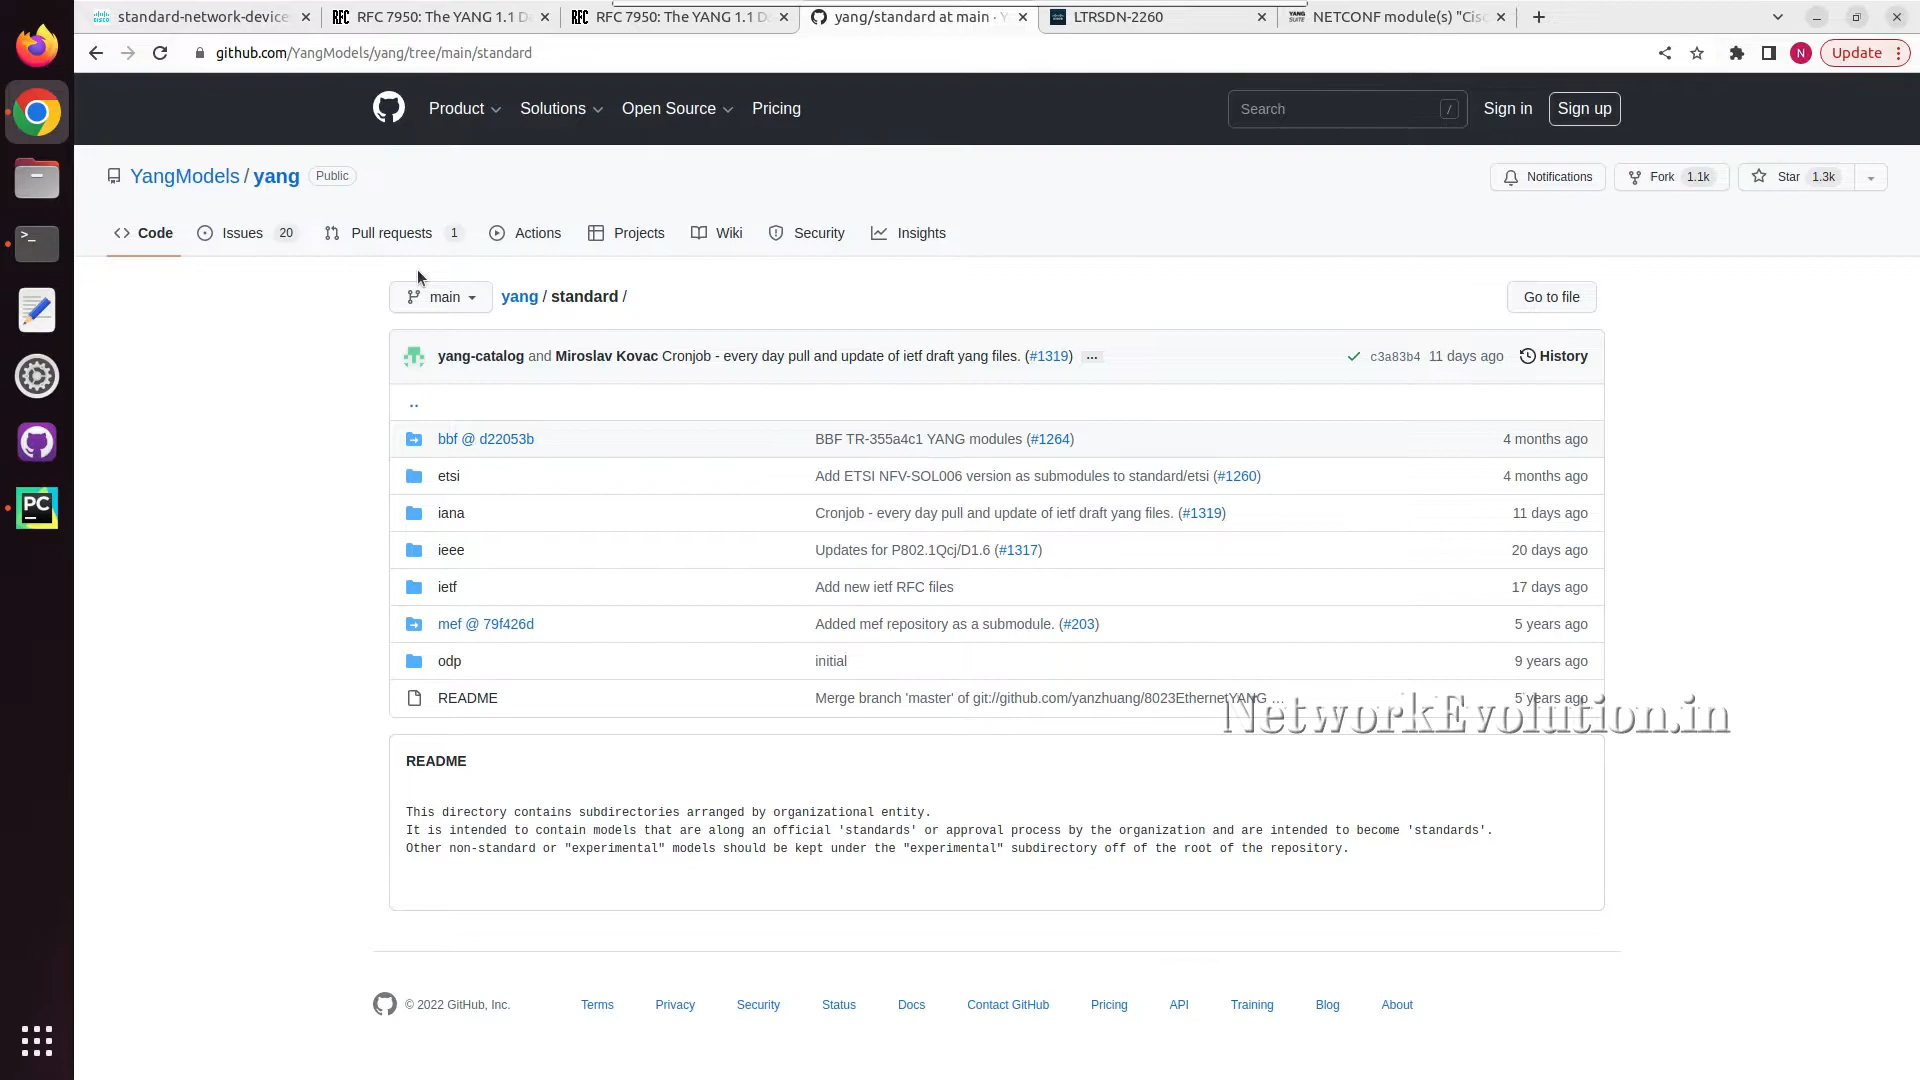 standard-network-device
RFC 7950: The YANG 1.1 D
RFC 7950: The YANG 1.1 D
yang/standard at main · Y
LTRSDN-2260
NETCONF module(s) "Cis
github.com/YangModels/yang/tree/main/standard
N
Update
Product
Solutions
Open Source
Pricing
Search /
Sign in
Sign up
YangModels / yang Public
Notifications
Fork 1.1k
Star 1.3k
Code
Issues 20
Pull requests 1
Actions
Projects
Wiki
Security
Insights
main
yang / standard /
Go to file
yang-catalog and Miroslav Kovac Cronjob - every day pull and update of ietf draft yang files. (#1319) ...
c3a83b4 11 days ago History
..
bbf @ d22053b BBF TR-355a4c1 YANG modules (#1264) 4 months ago
etsi Add ETSI NFV-SOL006 version as submodules to standard/etsi (#1260) 4 months ago
iana Cronjob - every day pull and update of ietf draft yang files. (#1319) 11 days ago
ieee Updates for P802.1Qcj/D1.6 (#1317) 20 days ago
ietf Add new ietf RFC files 17 days ago
mef @ 79f426d Added mef repository as a submodule. (#203) 5 years ago
odp initial 9 years ago
README Merge branch 'master' of git://github.com/yanzhuang/8023EthernetYANG ... 5 years ago
NetworkEvolution.in
README
This directory contains subdirectories arranged by organizational entity.
It is intended to contain models that are along an official 'standards' or approval process by the organization and are intended to become 'standards'.
Other non-standard or "experimental" models should be kept under the "experimental" subdirectory off of the root of the repository.
© 2022 GitHub, Inc.
Terms
Privacy
Security
Status
Docs
Contact GitHub
Pricing
API
Training
Blog
About
PC